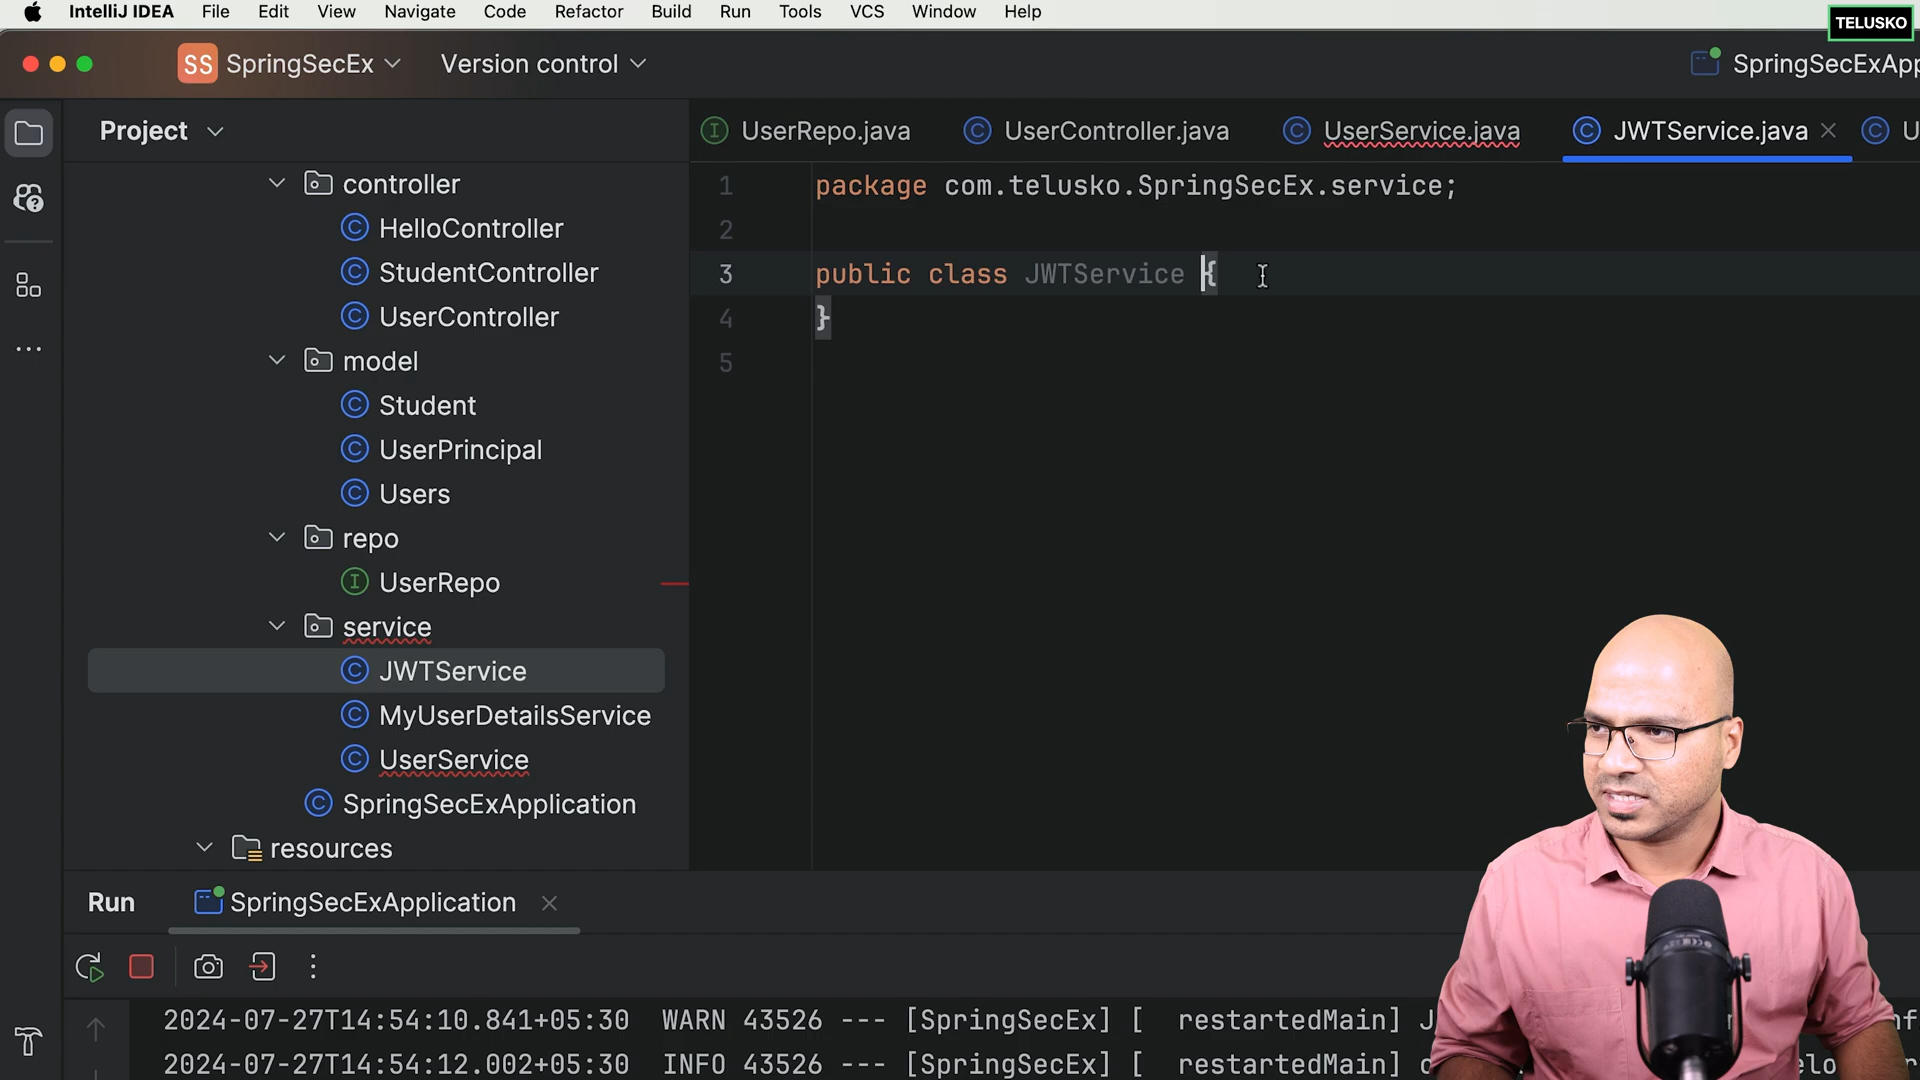 IntelliJ IDEA File Edit View Navigate Code Refactor Build Run Tools VCS Window Help
TELUSKO
SS SpringSecEx Version control SpringSecExApp
Project
UserRepo.java UserController.java UserService.java JWTService.java U
controller
HelloController
StudentController
UserController
model
Student
UserPrincipal
Users
repo
UserRepo
service
JWTService
MyUserDetailsService
UserService
SpringSecExApplication
resources
1 package com.telusko.SpringSecEx.service;
2
3 public class JWTService {
4 }
5
Run SpringSecExApplication
2024-07-27T14:54:10.841+05:30 WARN 43526 --- [SpringSecEx] [ restartedMain] J
2024-07-27T14:54:12.002+05:30 INFO 43526 --- [SpringSecEx] [ restartedMain]